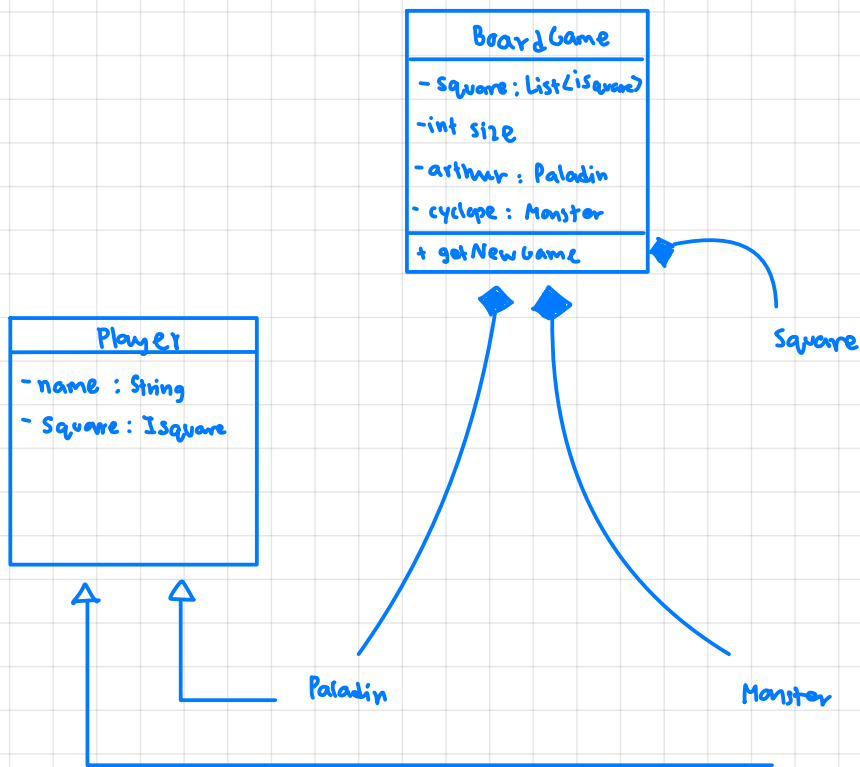 BoardGame
- square : List<isquare>
- int size
- arthur : Paladin
- cyclope : Monster
+ getNewGame
Square
Player
- name : String
- square : Isquare
Paladin
Monster